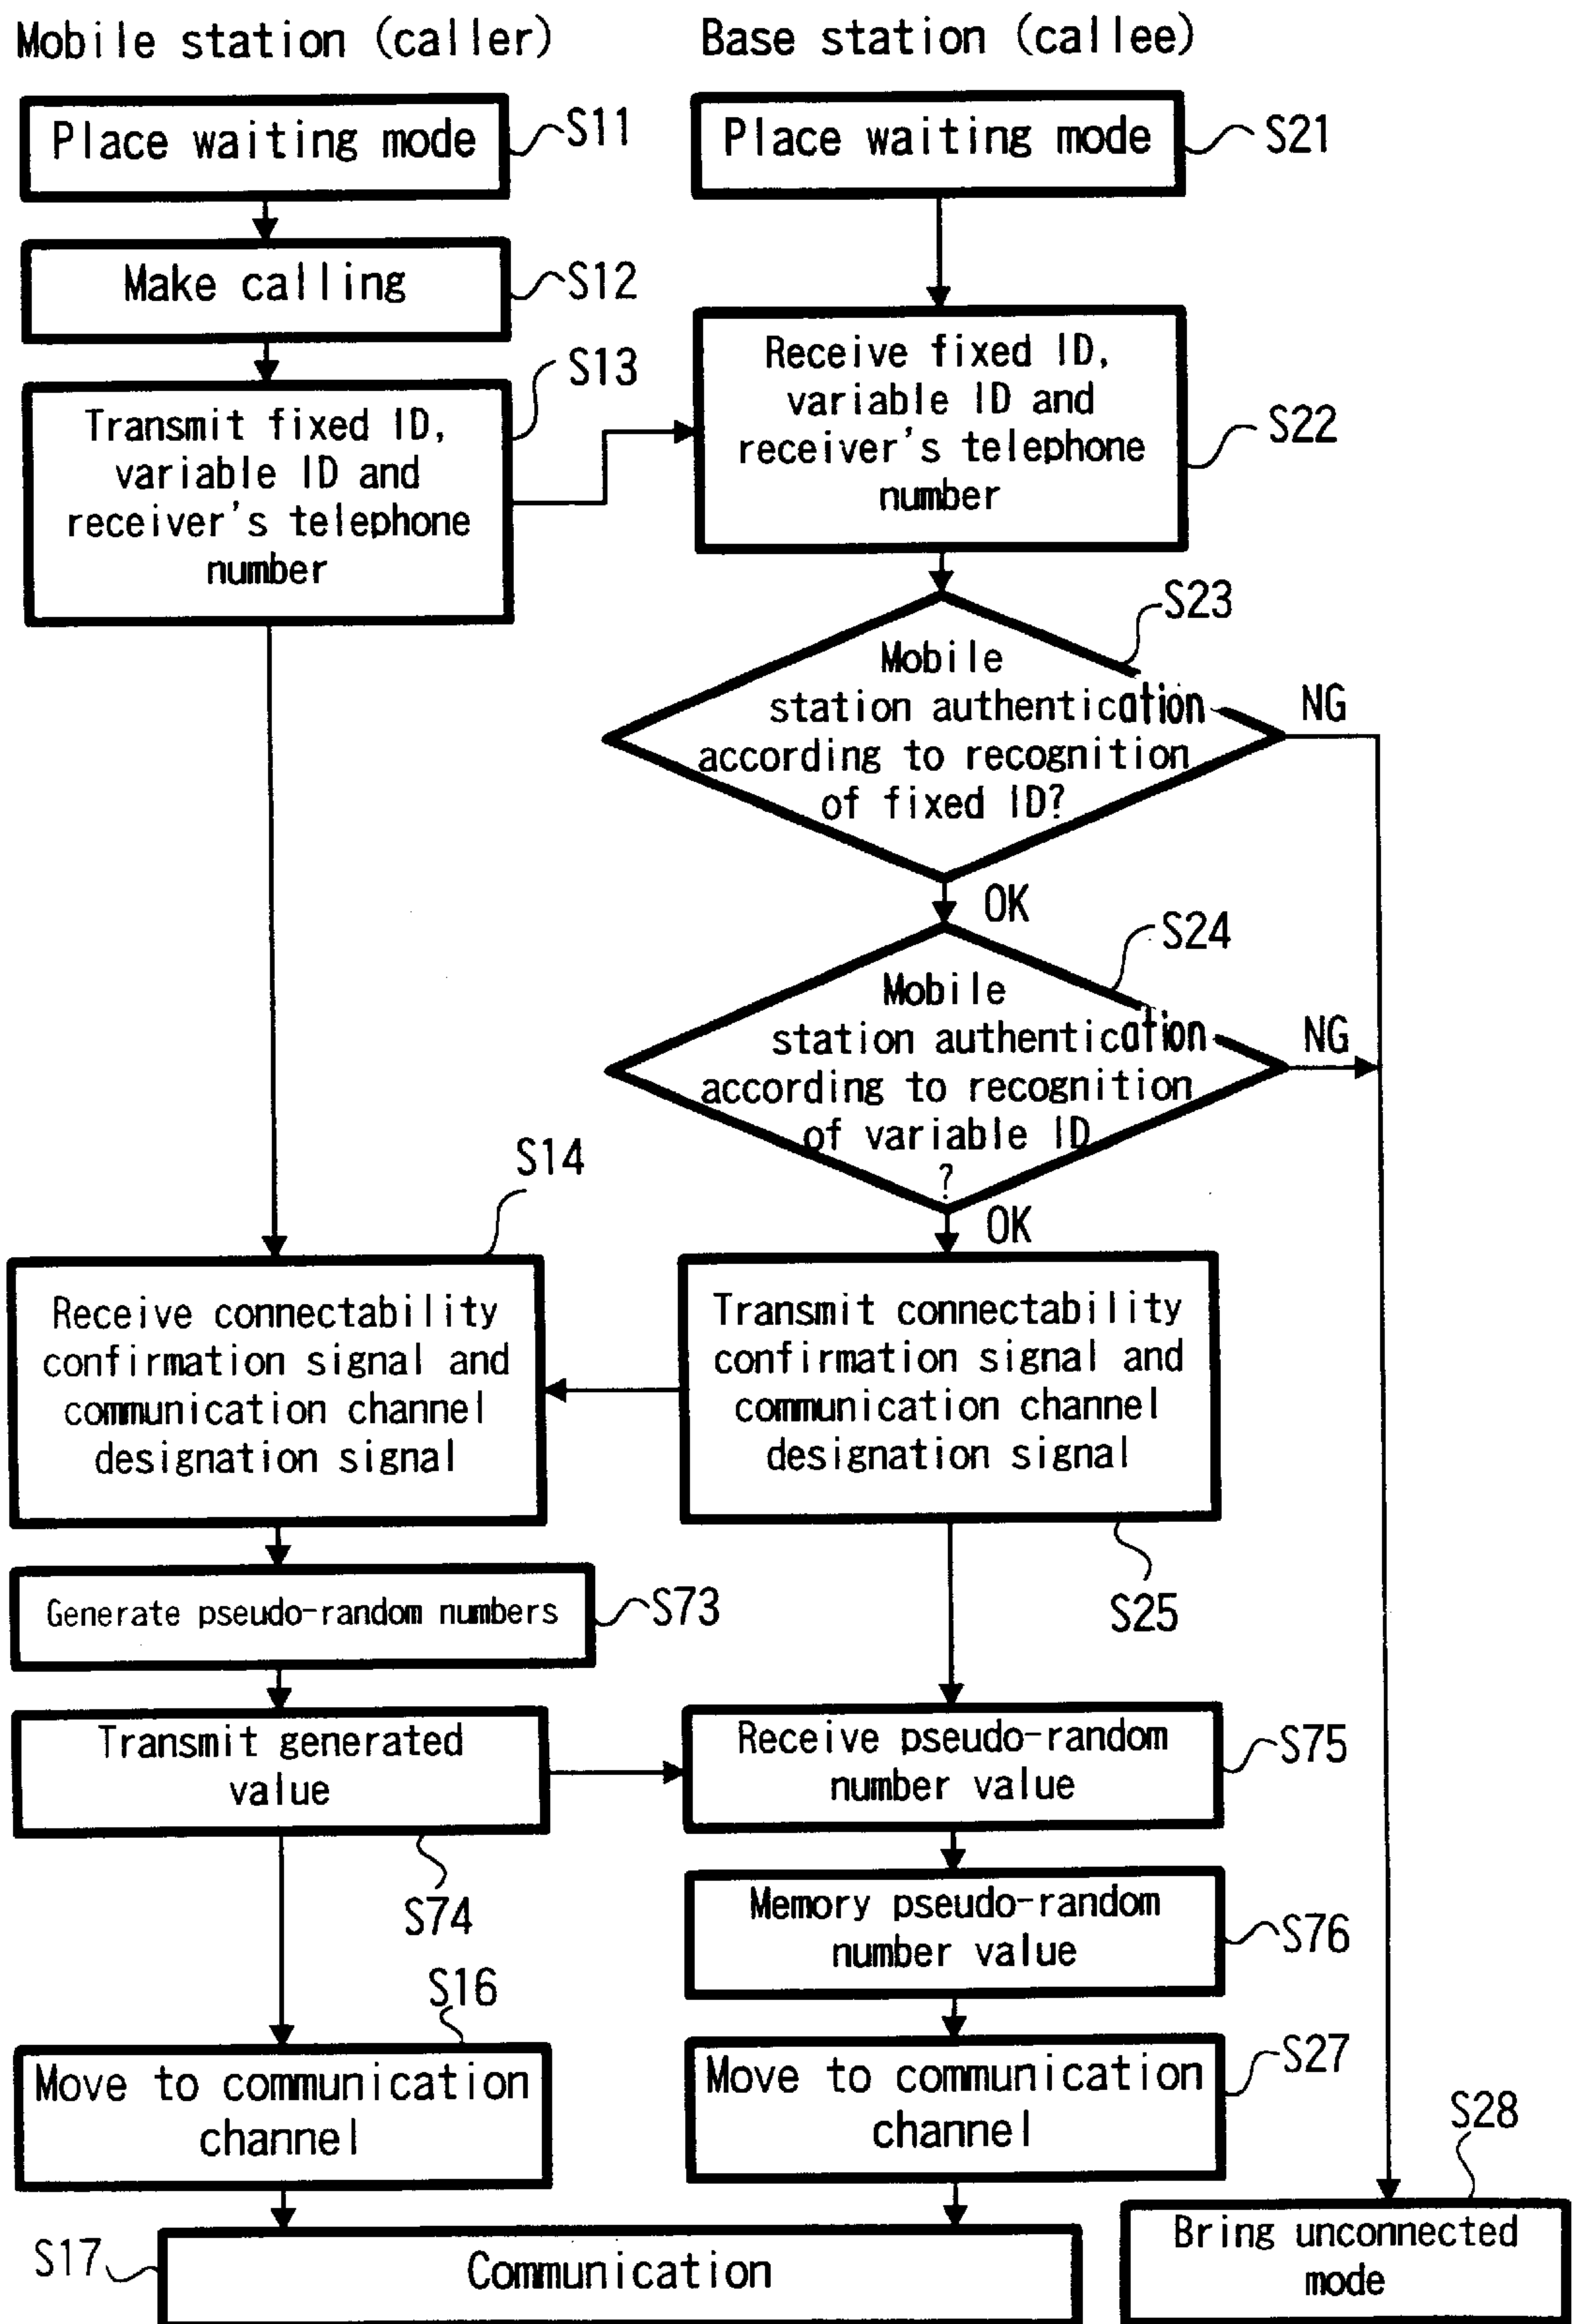 Mobile station (caller)
Base station (callee)
Place waiting mode
S11
Place waiting mode
S21
Make calling
S12
S13
Transmit fixed ID,
variable ID and
receiver's telephone
number
Receive fixed ID,
variable ID and
receiver's telephone
number
S22
S23
Mobile
station authentication
according to recognition
of fixed ID?
NG
OK
S24
Mobile
station authentication
according to recognition
of variable ID
?
NG
OK
S14
Receive connectability
confirmation signal and
communication channel
designation signal
Transmit connectability
confirmation signal and
communication channel
designation signal
S25
Generate pseudo-random numbers
S73
Transmit generated
value
S74
Receive pseudo-random
number value
S75
Memory pseudo-random
number value
S76
S16
Move to communication
channel
Move to communication
channel
S27
S28
S17
Communication
Bring unconnected
mode